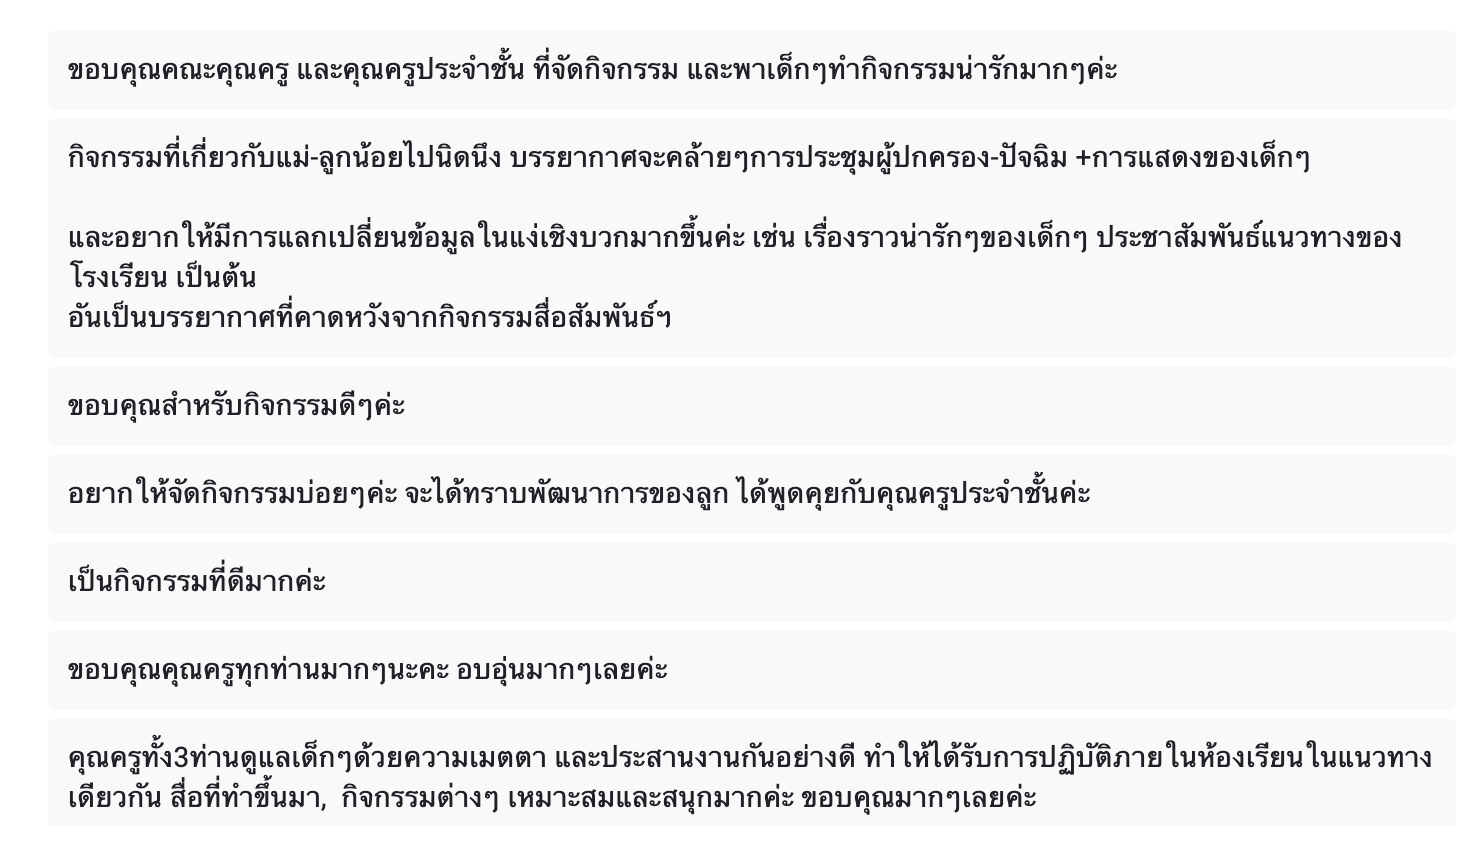 ขอบคุณคณะคุณครู และคุณครูประจำชั้น ที่จัดกิจกรรม และพาเด็กๆทำกิจกรรมน่ารักมากๆค่ะ
กิจกรรมที่เกี่ยวกับแม่-ลูกน้อยไปนิดนึง บรรยากาศจะคล้ายๆการประชุมผู้ปกครอง-ปัจฉิม +การแสดงของเด็กๆ
และอยากให้มีการแลกเปลี่ยนข้อมูลในแง่เชิงบวกมากขึ้นค่ะ เช่น เรื่องราวน่ารักๆของเด็กๆ ประชาสัมพันธ์แนวทางของ
โรงเรียน เป็นต้น
อันเป็นบรรยากาศที่คาดหวังจากกิจกรรมสื่อสัมพันธ์ฯ
ขอบคุณสำหรับกิจกรรมดีๆค่ะ
อยากให้จัดกิจกรรมบ่อยๆค่ะ จะได้ทราบพัฒนาการของลูก ได้พูดคุยกับคุณครูประจำชั้นค่ะ
เป็นกิจกรรมที่ดีมากค่ะ
ขอบคุณคุณครูทุกท่านมากๆนะคะ อบอุ่นมากๆเลยค่ะ
คุณครูทั้ง3ท่านดูแลเด็กๆด้วยความเมตตา และประสานงานกันอย่างดี ทำให้ได้รับการปฏิบัติภายในห้องเรียนในแนวทาง
เดียวกัน สื่อที่ทำขึ้นมา,  กิจกรรมต่างๆ เหมาะสมและสนุกมากค่ะ ขอบคุณมากๆเลยค่ะ